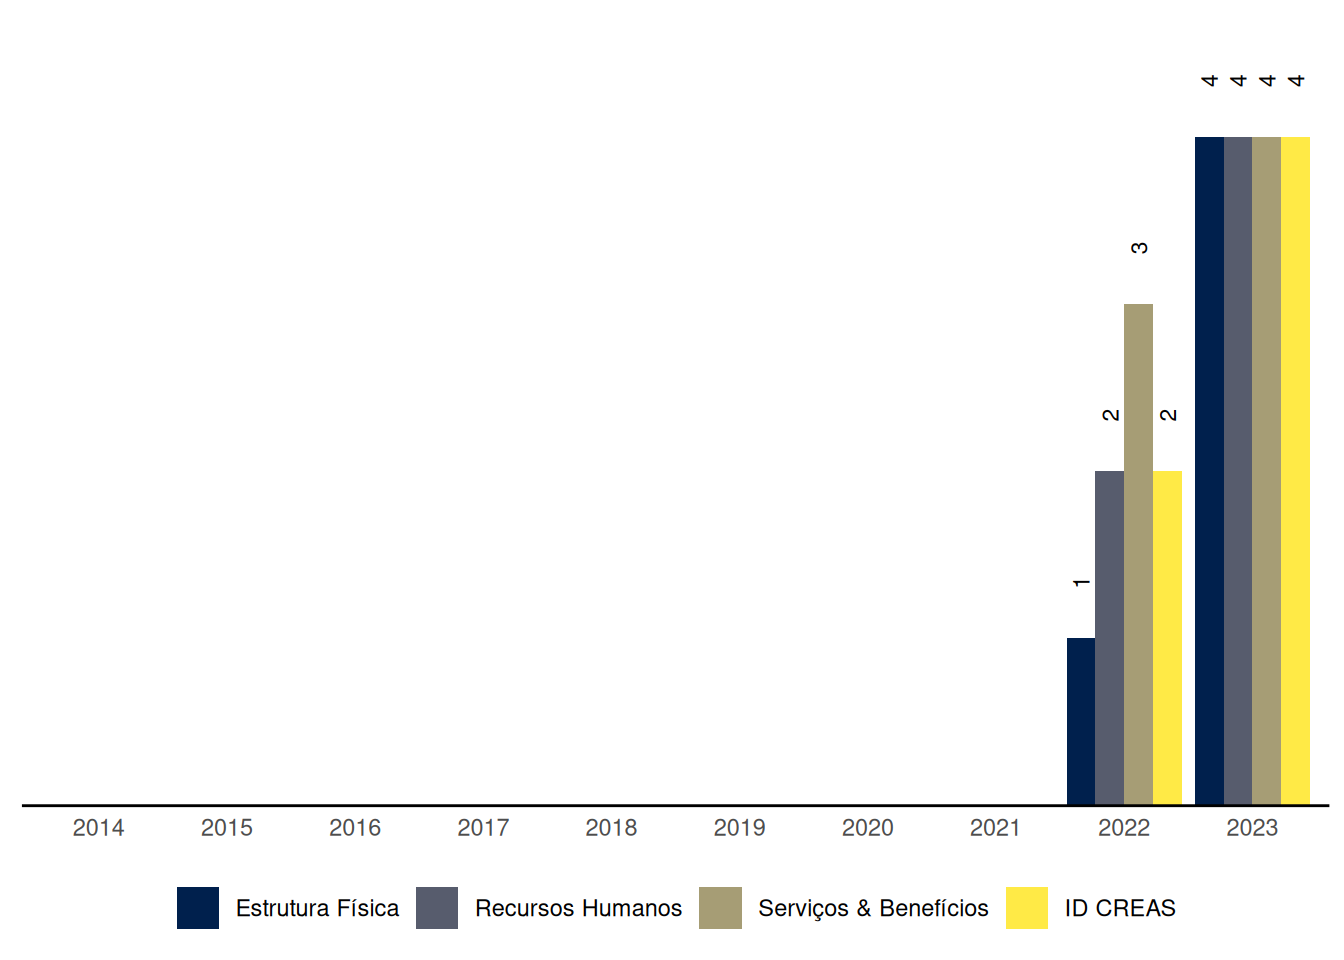 4 4 4 4
3
2 2
1
2014 2015 2016 2017 2018 2019 2020 2021 2022 2023
Estrutura Física Recursos Humanos Serviços & Benefícios ID CREAS